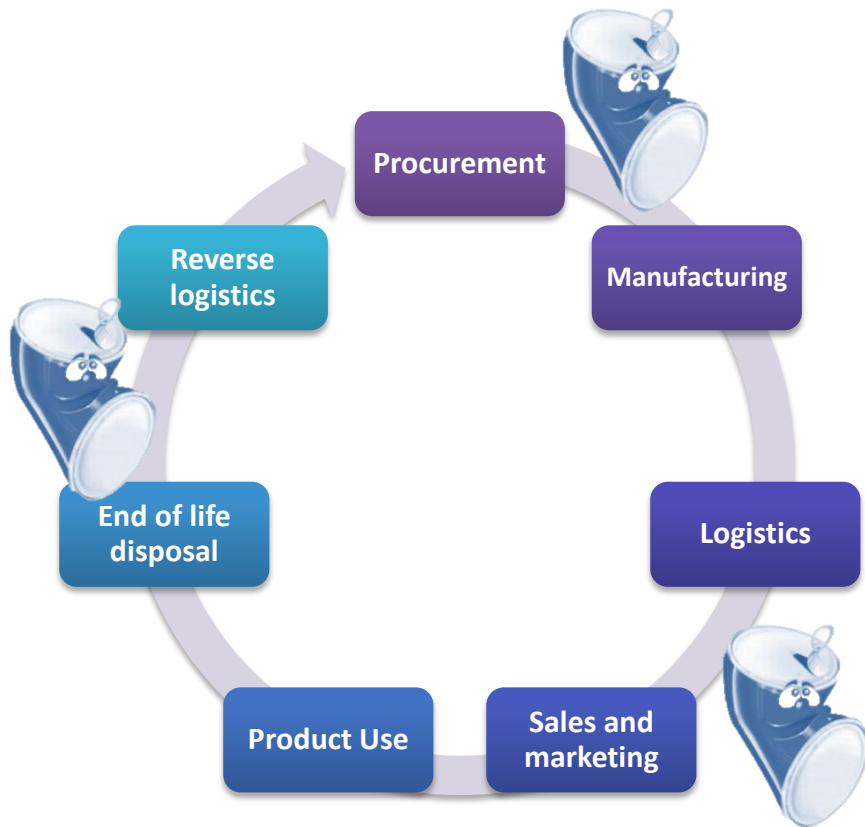 Procurement
Manufacturing
Logistics
Sales and
marketing
Product Use
End of life
disposal
Reverse
logistics